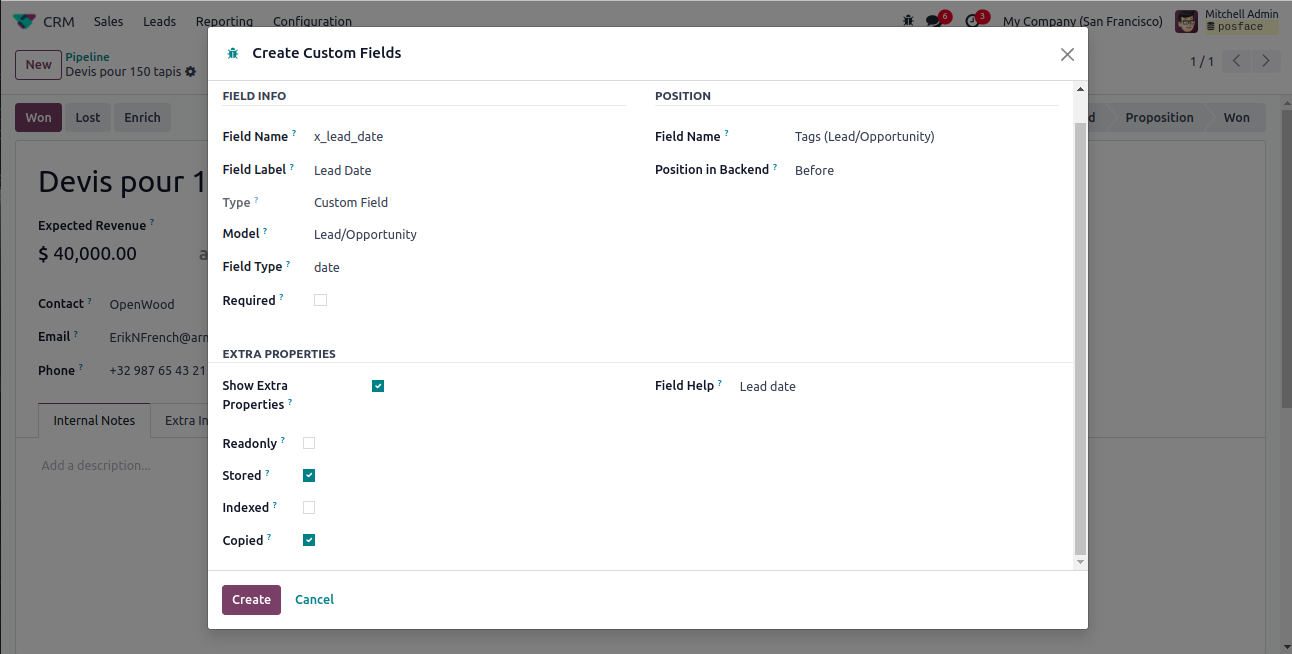 CRM Sales Leads Reporting Configuration 6 3 My Company (San Francisco) Mitchell Admin
posface
New Pipeline
Devis pour 150 tapis
1 / 1
Won Lost Enrich
Proposition Won
Devis pour 1
Expected Revenue ?
$ 40,000.00
Contact ? OpenWood
Email ? ErikNFrench@arm
Phone ? +32 987 65 43 21
Internal Notes Extra In
Add a description...
Create Custom Fields
FIELD INFO
Field Name ? x_lead_date
Field Label ? Lead Date
Type ? Custom Field
Model ? Lead/Opportunity
Field Type ? date
Required ?
POSITION
Field Name ? Tags (Lead/Opportunity)
Position in Backend ? Before
EXTRA PROPERTIES
Show Extra
Properties ?
Field Help ? Lead date
Readonly ?
Stored ?
Indexed ?
Copied ?
Create Cancel